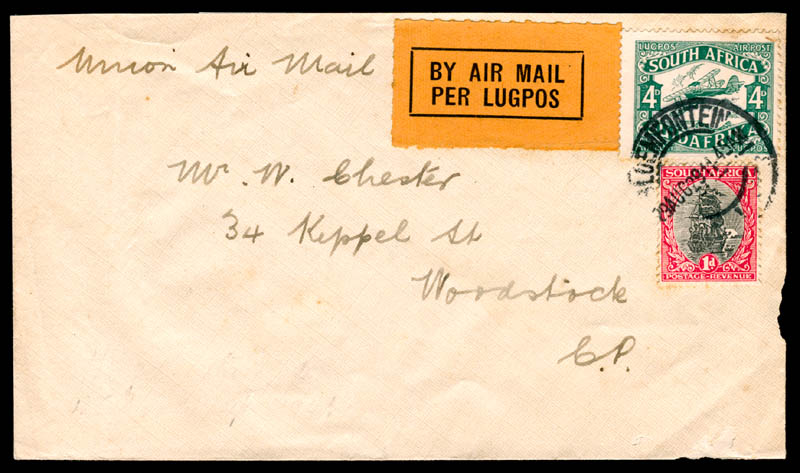 Union Air Mail
BY AIR MAIL
PER LUGPOS
LUGPOS AIR POST
SOUTH AFRICA
4D 4D
Mr. W. Chester
34 Keppel St
Woodstock
C.P.
SOUTH AFRICA
1d
POSTAGE-REVENUE